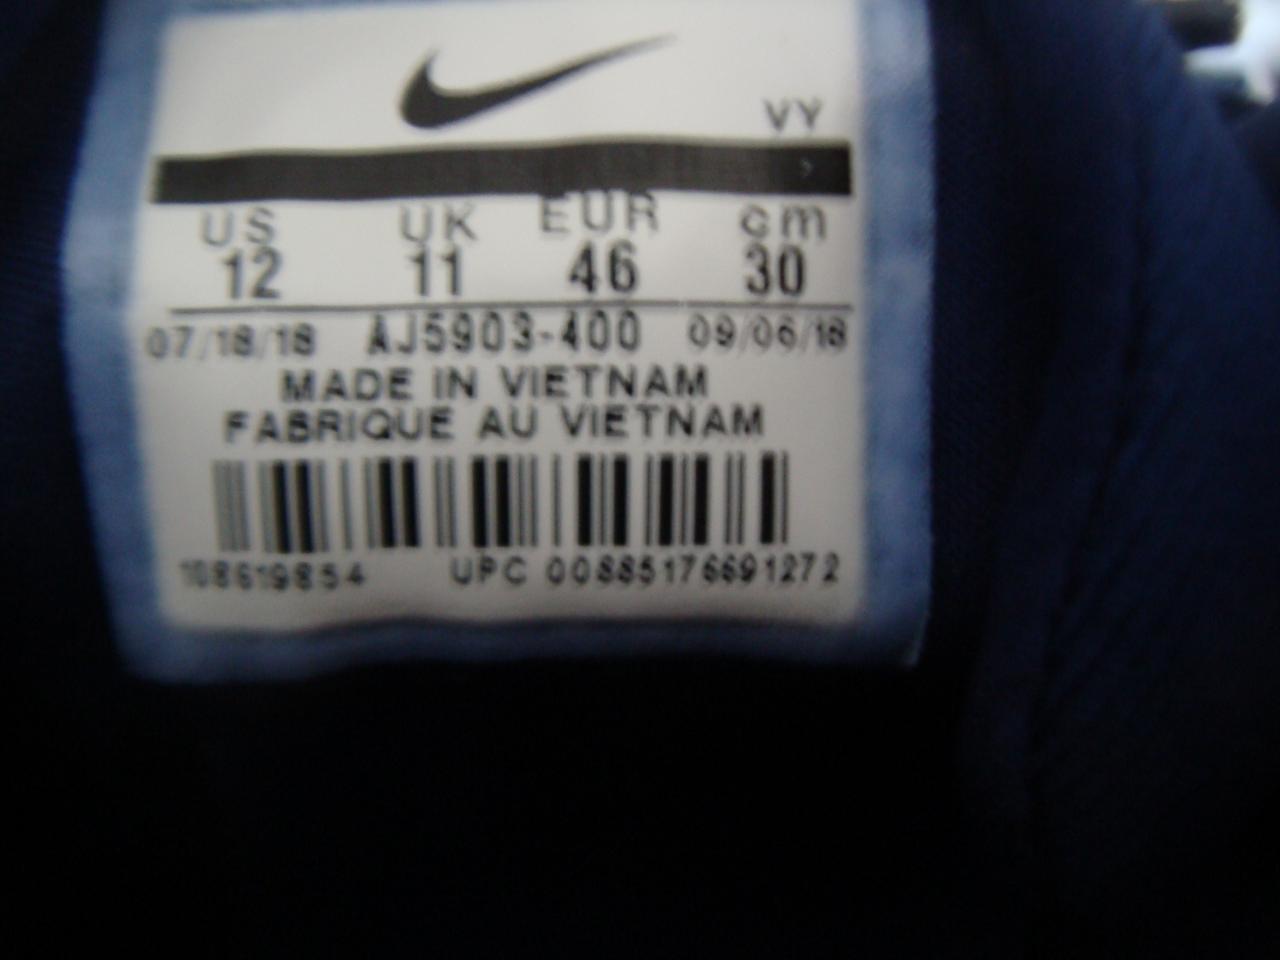 VY
US UK EUR cm
12 11 46 30
07/18/18 AJ5903-400 09/06/18
MADE IN VIETNAM
FABRIQUE AU VIETNAM
108619854 UPC 00885176691272